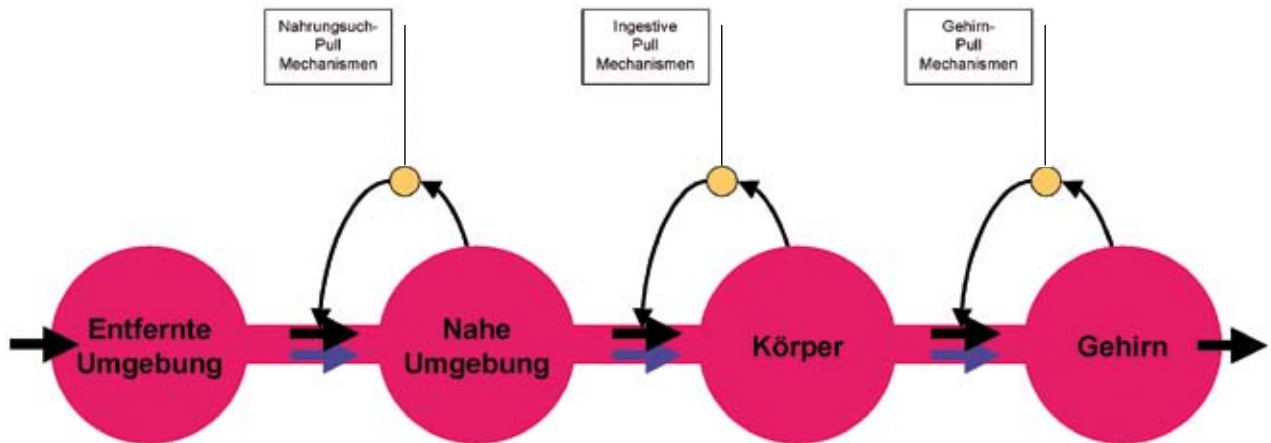 Nahrungsuch-
Pull
Mechanismen
Ingestive
Pull
Mechanismen
Gehirn-
Pull
Mechanismen
Entfernte
Umgebung
Nahe
Umgebung
Körper
Gehirn